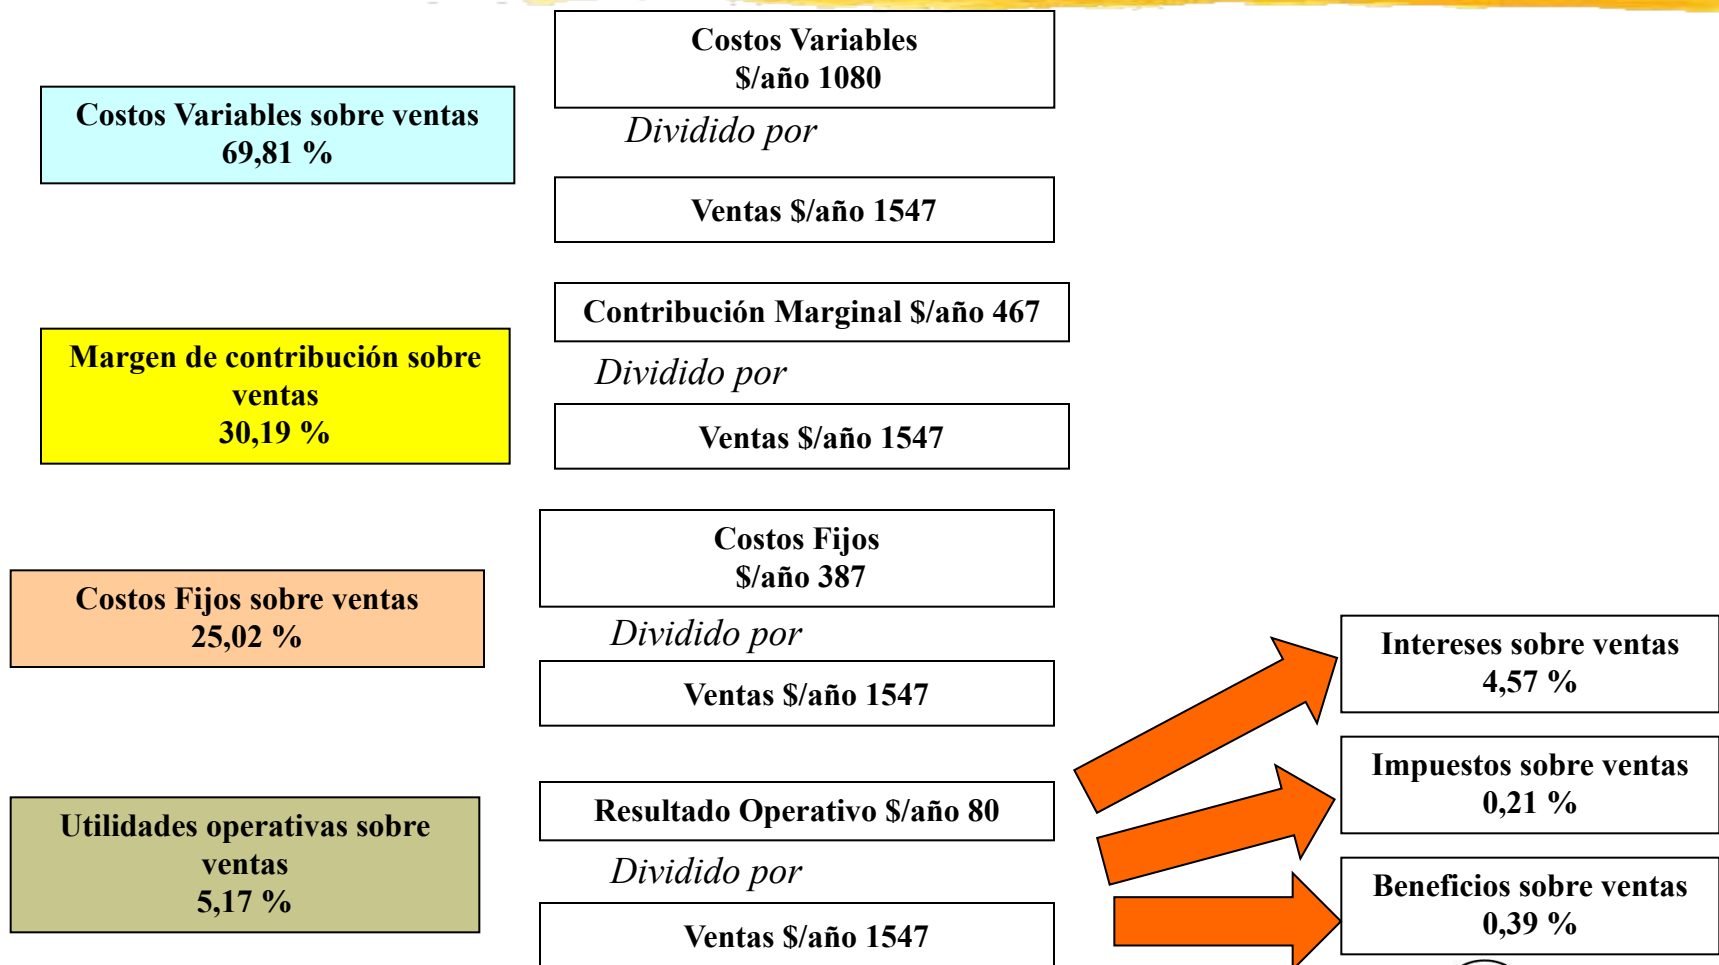 Costos Variables
$/año 1080
Costos Variables sobre ventas
69,81 %
Dividido por
Ventas $/año 1547
Contribución Marginal $/año 467
Margen de contribución sobre
ventas
30,19 %
Dividido por
Ventas $/año 1547
Costos Fijos
$/año 387
Costos Fijos sobre ventas
25,02 %
Dividido por
Ventas $/año 1547
Intereses sobre ventas
4,57 %
Impuestos sobre ventas
0,21 %
Resultado Operativo $/año 80
Utilidades operativas sobre
ventas
5,17 %
Dividido por
Ventas $/año 1547
Beneficios sobre ventas
0,39 %